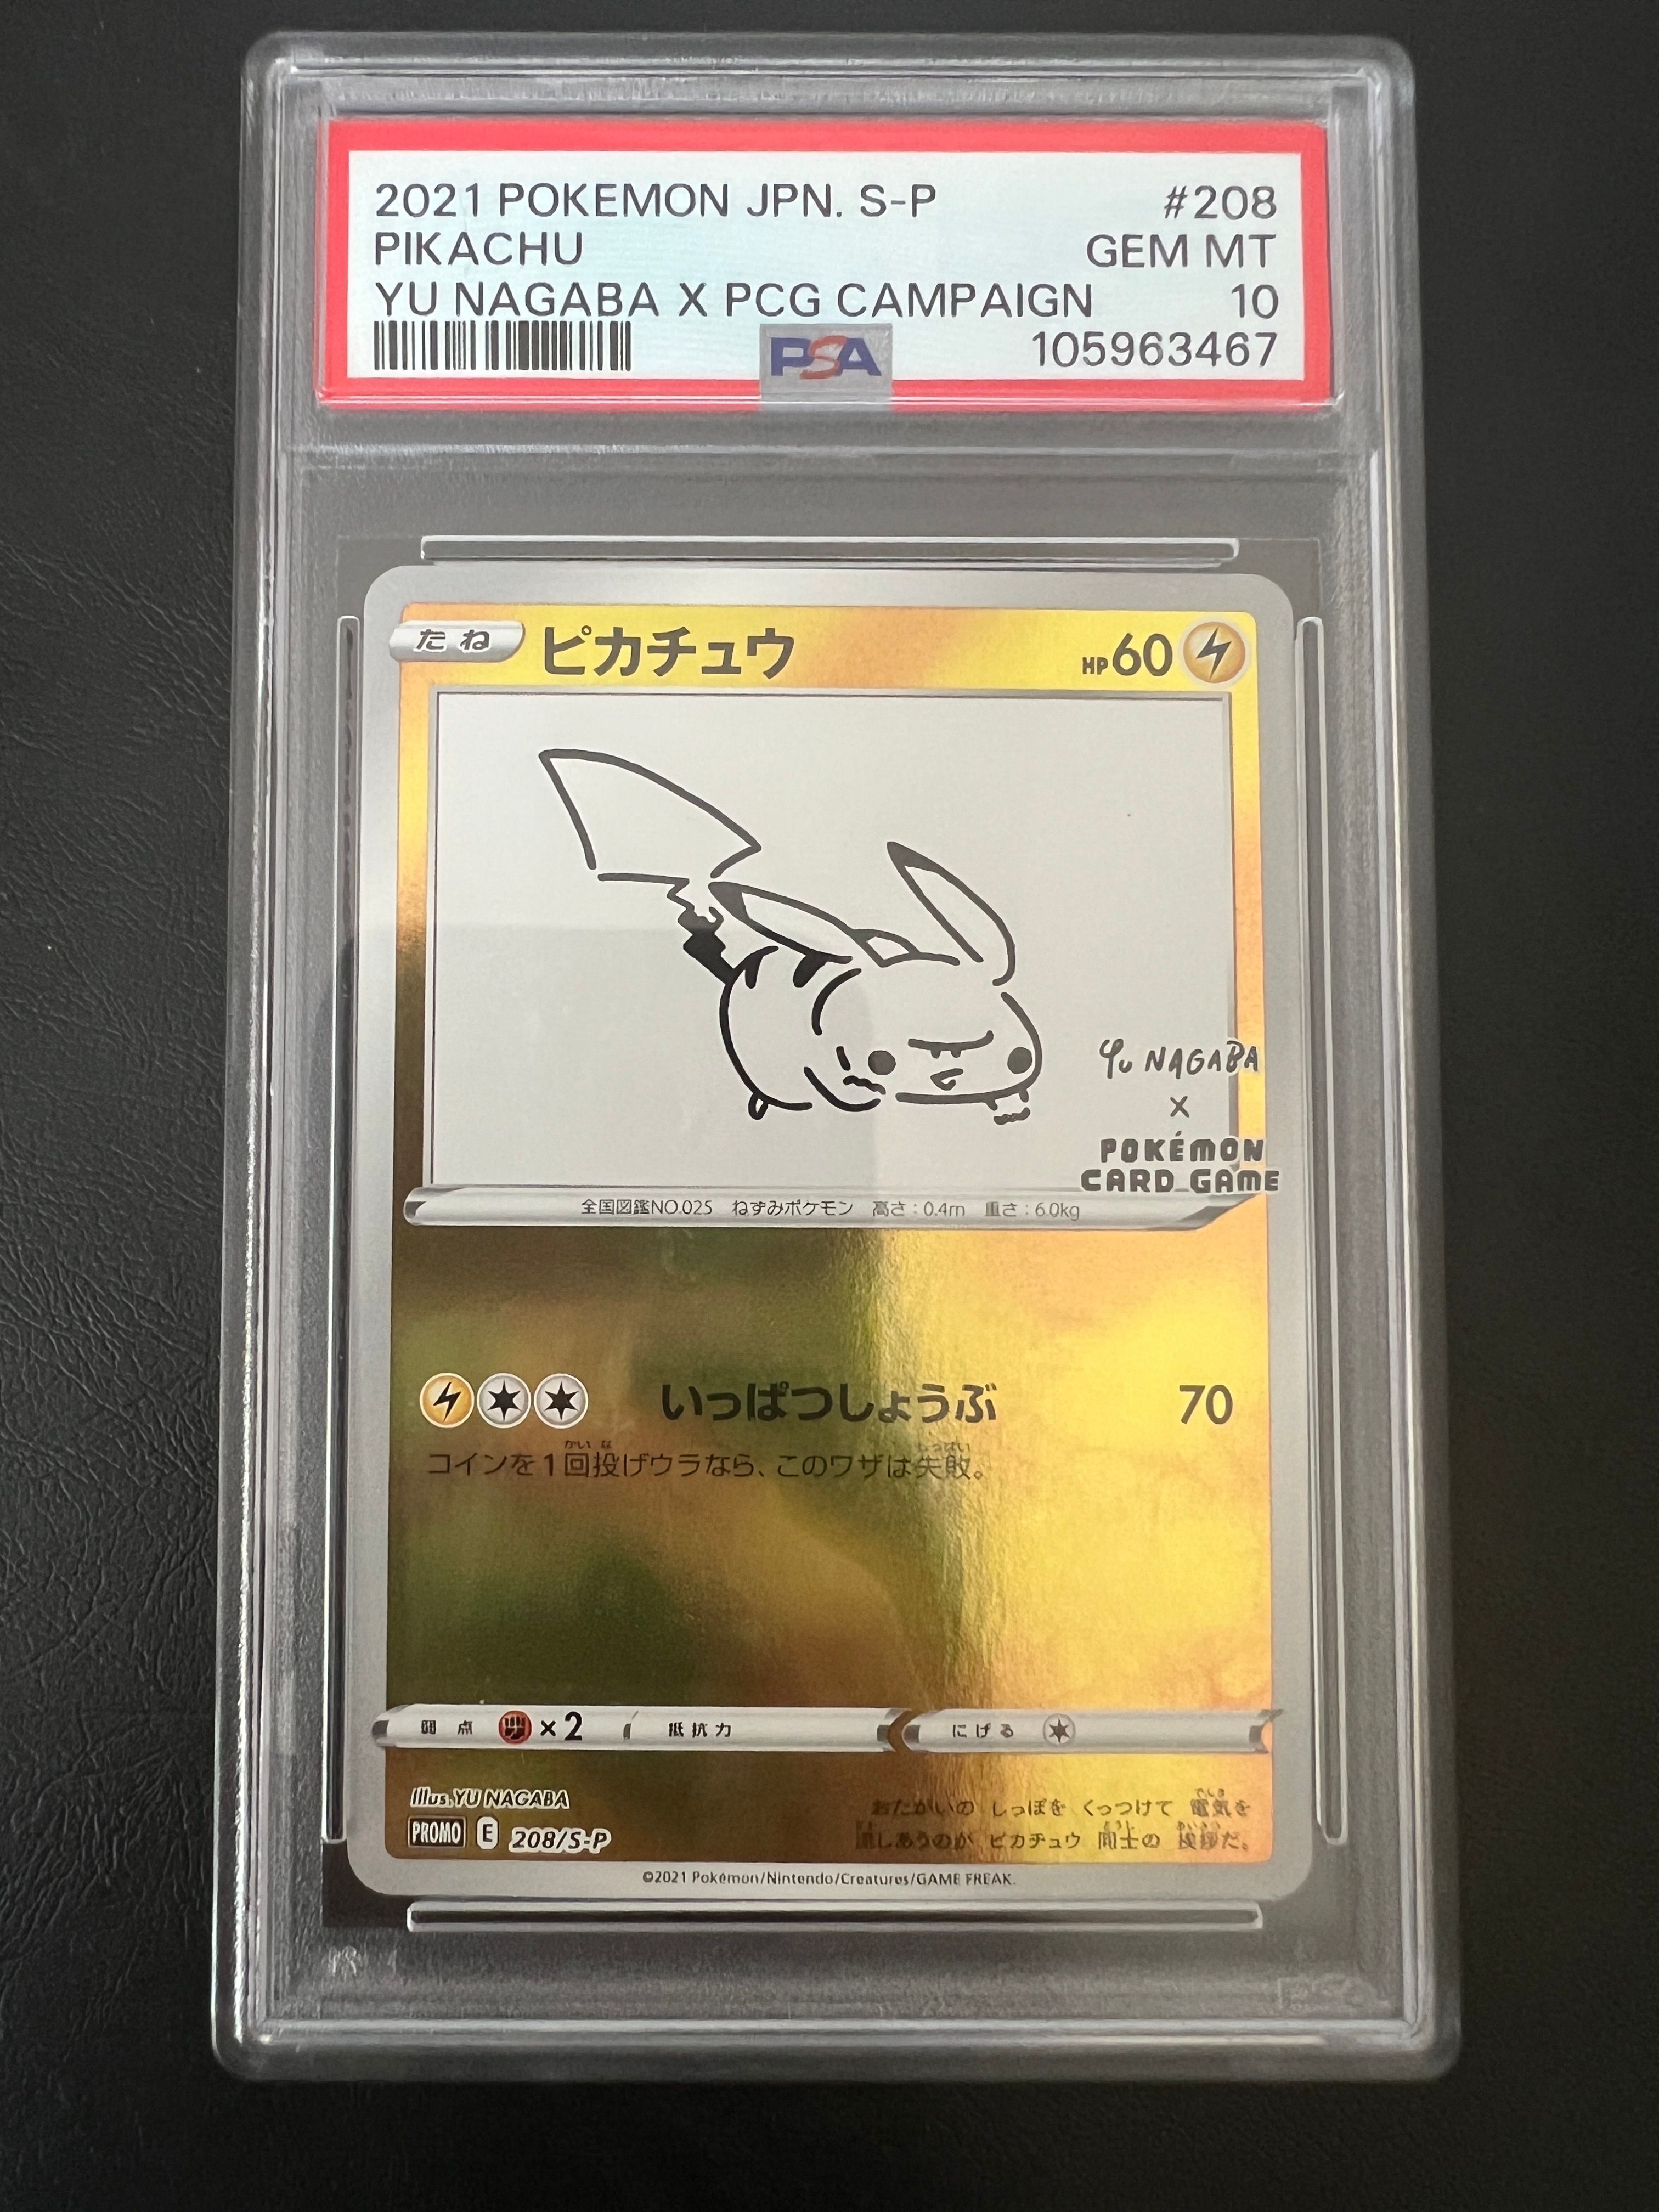 2021 POKEMON JPN. S-P #208
PIKACHU GEM MT
YU NAGABA X PCG CAMPAIGN 10
PSA 105963467
たね ピカチュウ HP60
YU NAGABA
X
POKÉMON
CARD GAME
全国図鑑NO.025 ねずみポケモン 高さ:0.4m 重さ:6.0kg
いっぱつしょうぶ 70
コインを1回投げウラなら、このワザは失敗。
弱点 ×2 抵抗力 にげる
Illus. YU NAGABA
おたがいの しっぽを くっつけて 電気を
PROMO E 208/S-P
流しあうのが ピカチュウ 同士の 挨拶だ。
©2021 Pokémon/Nintendo/Creatures/GAME FREAK.